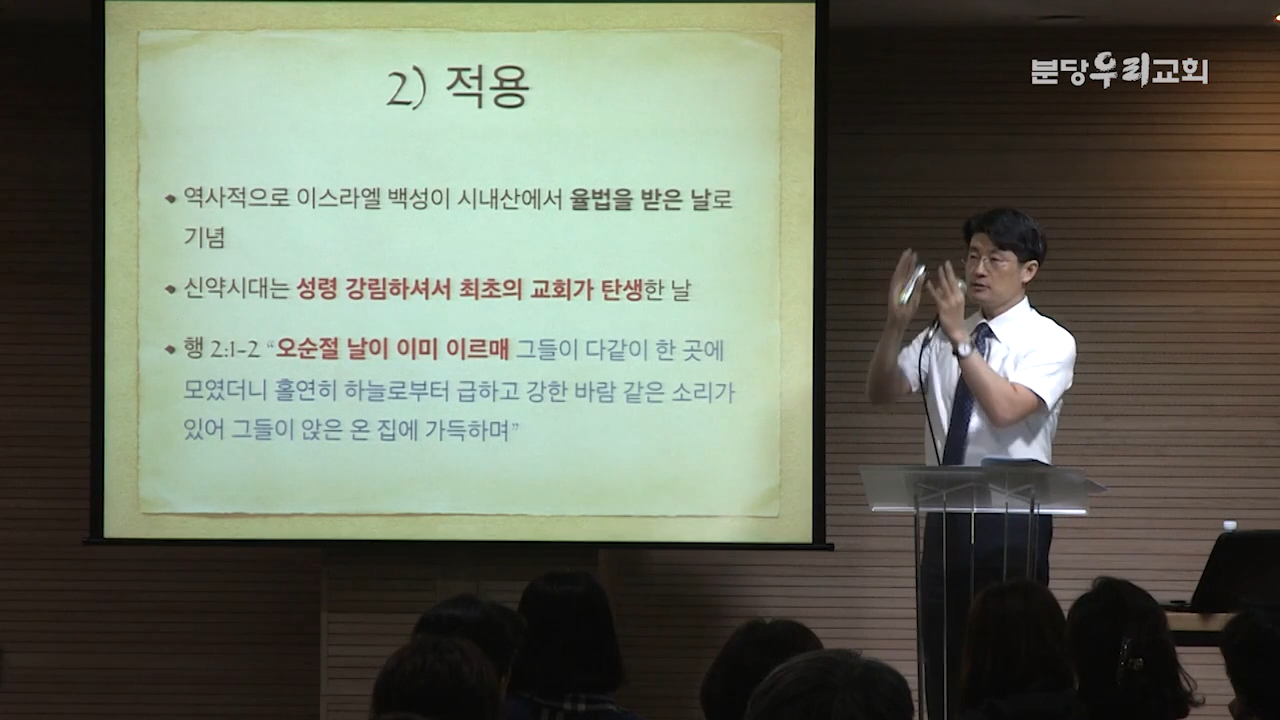 2) 적용
역사적으로 이스라엘 백성이 시내산에서 율법을 받은 날로
기념
신약시대는 성령 강림하셔서 최초의 교회가 탄생한 날
행 2:1-2 “오순절 날이 이미 이르매 그들이 다같이 한 곳에
모였더니 홀연히 하늘로부터 급하고 강한 바람 같은 소리가
있어 그들이 앉은 온 집에 가득하며”
분당우리교회